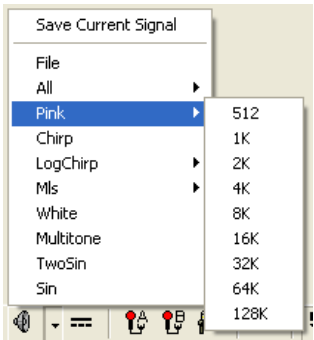 Save Current Signal
File
All
Pink
Chirp
LogChirp
Mls
White
Multitone
TwoSin
Sin
512
1K
2K
4K
8K
16K
32K
64K
128K
A
B